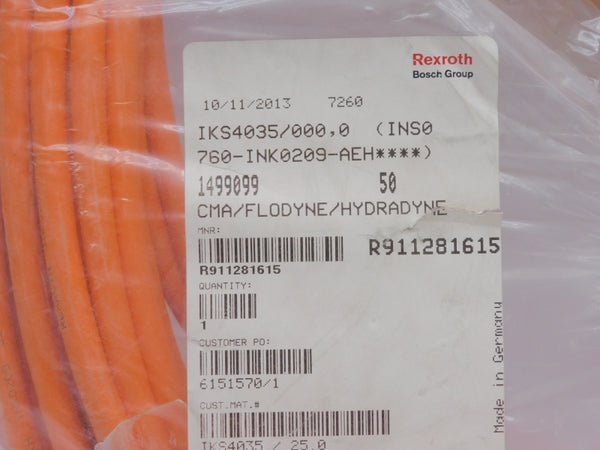 Rexroth
Bosch Group
10/11/2013 7260
IKS4035/000,0 (INS0
760-INK0209-AEH****)
1499099 50
CMA/FLODYNE/HYDRADYNE
MNR:
R911281615
R911281615
QUANTITY:
1
CUSTOMER PO:
6151570/1
CUST.MAT.#
IKS4035 / 25.0
Made in Germany